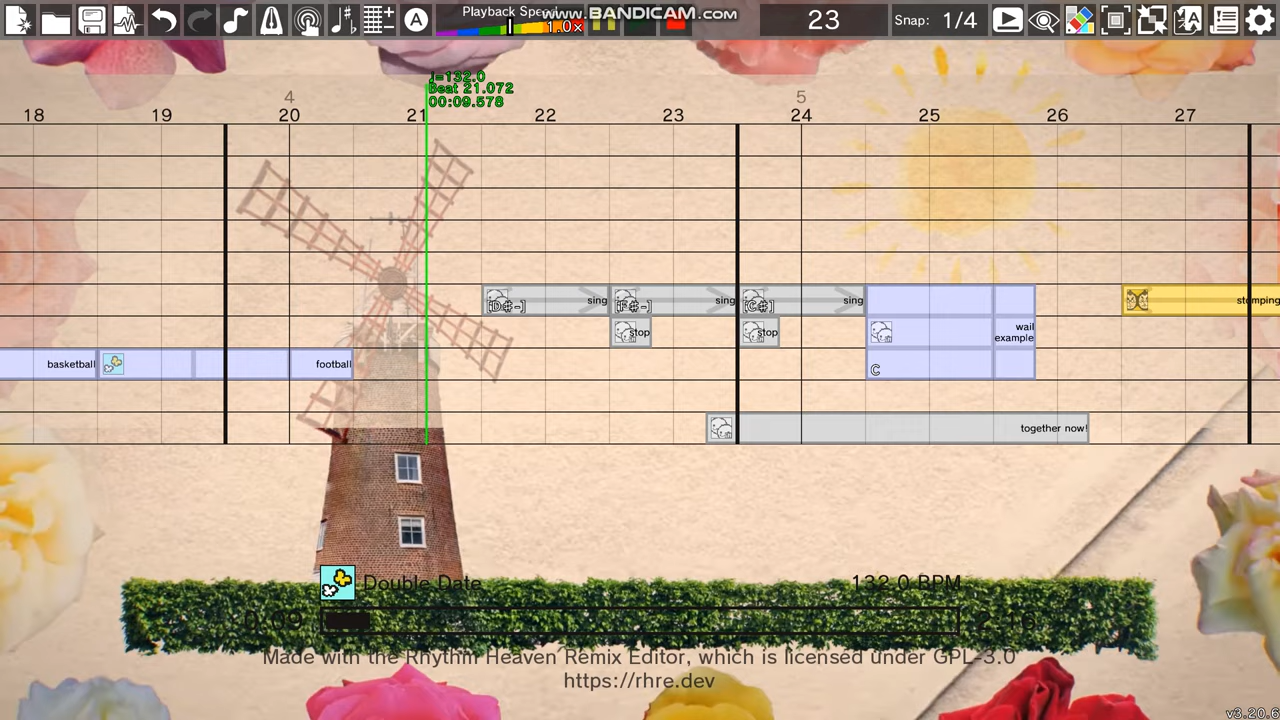 Playback Speed
www.BANDICAM.com
1.0x
23
Snap: 1/4
A
A
♩=132.0
Beat 21.072
00:09.578
4
5
18 19 20 21 22 23 24 25 26 27
[D#-] sing [F#-] sing [C#] sing
stomping
stop stop
wail
example
basketball football
C
together now!
Double Date
132.0 BPM
0:09
Made with the Rhythm Heaven Remix Editor, which is licensed under GPL-3.0
https://rhre.dev
v3.20.6